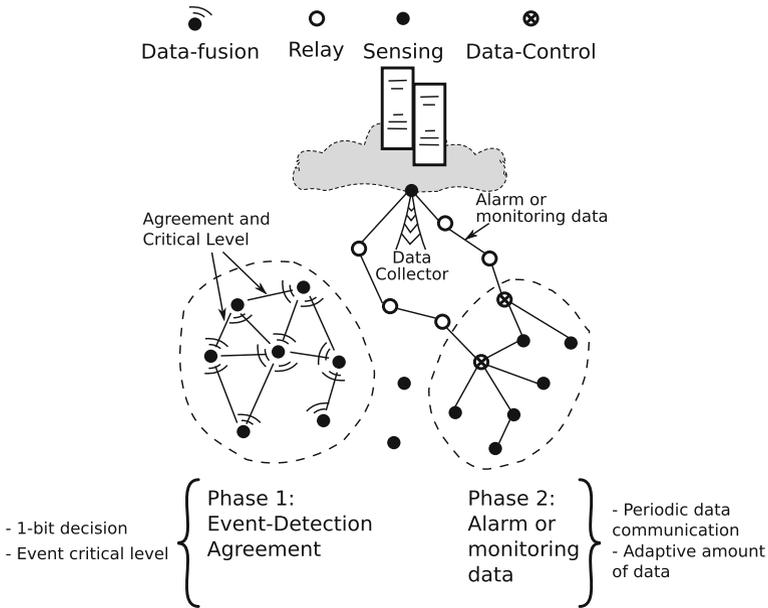 Data-fusion Relay Sensing Data-Control
Alarm or
monitoring data
Agreement and
Critical Level
Data
Collector
Phase 1:
Event-Detection
Agreement
- 1-bit decision
- Event critical level
Phase 2:
Alarm or
monitoring
data
- Periodic data
communication
- Adaptive amount
of data